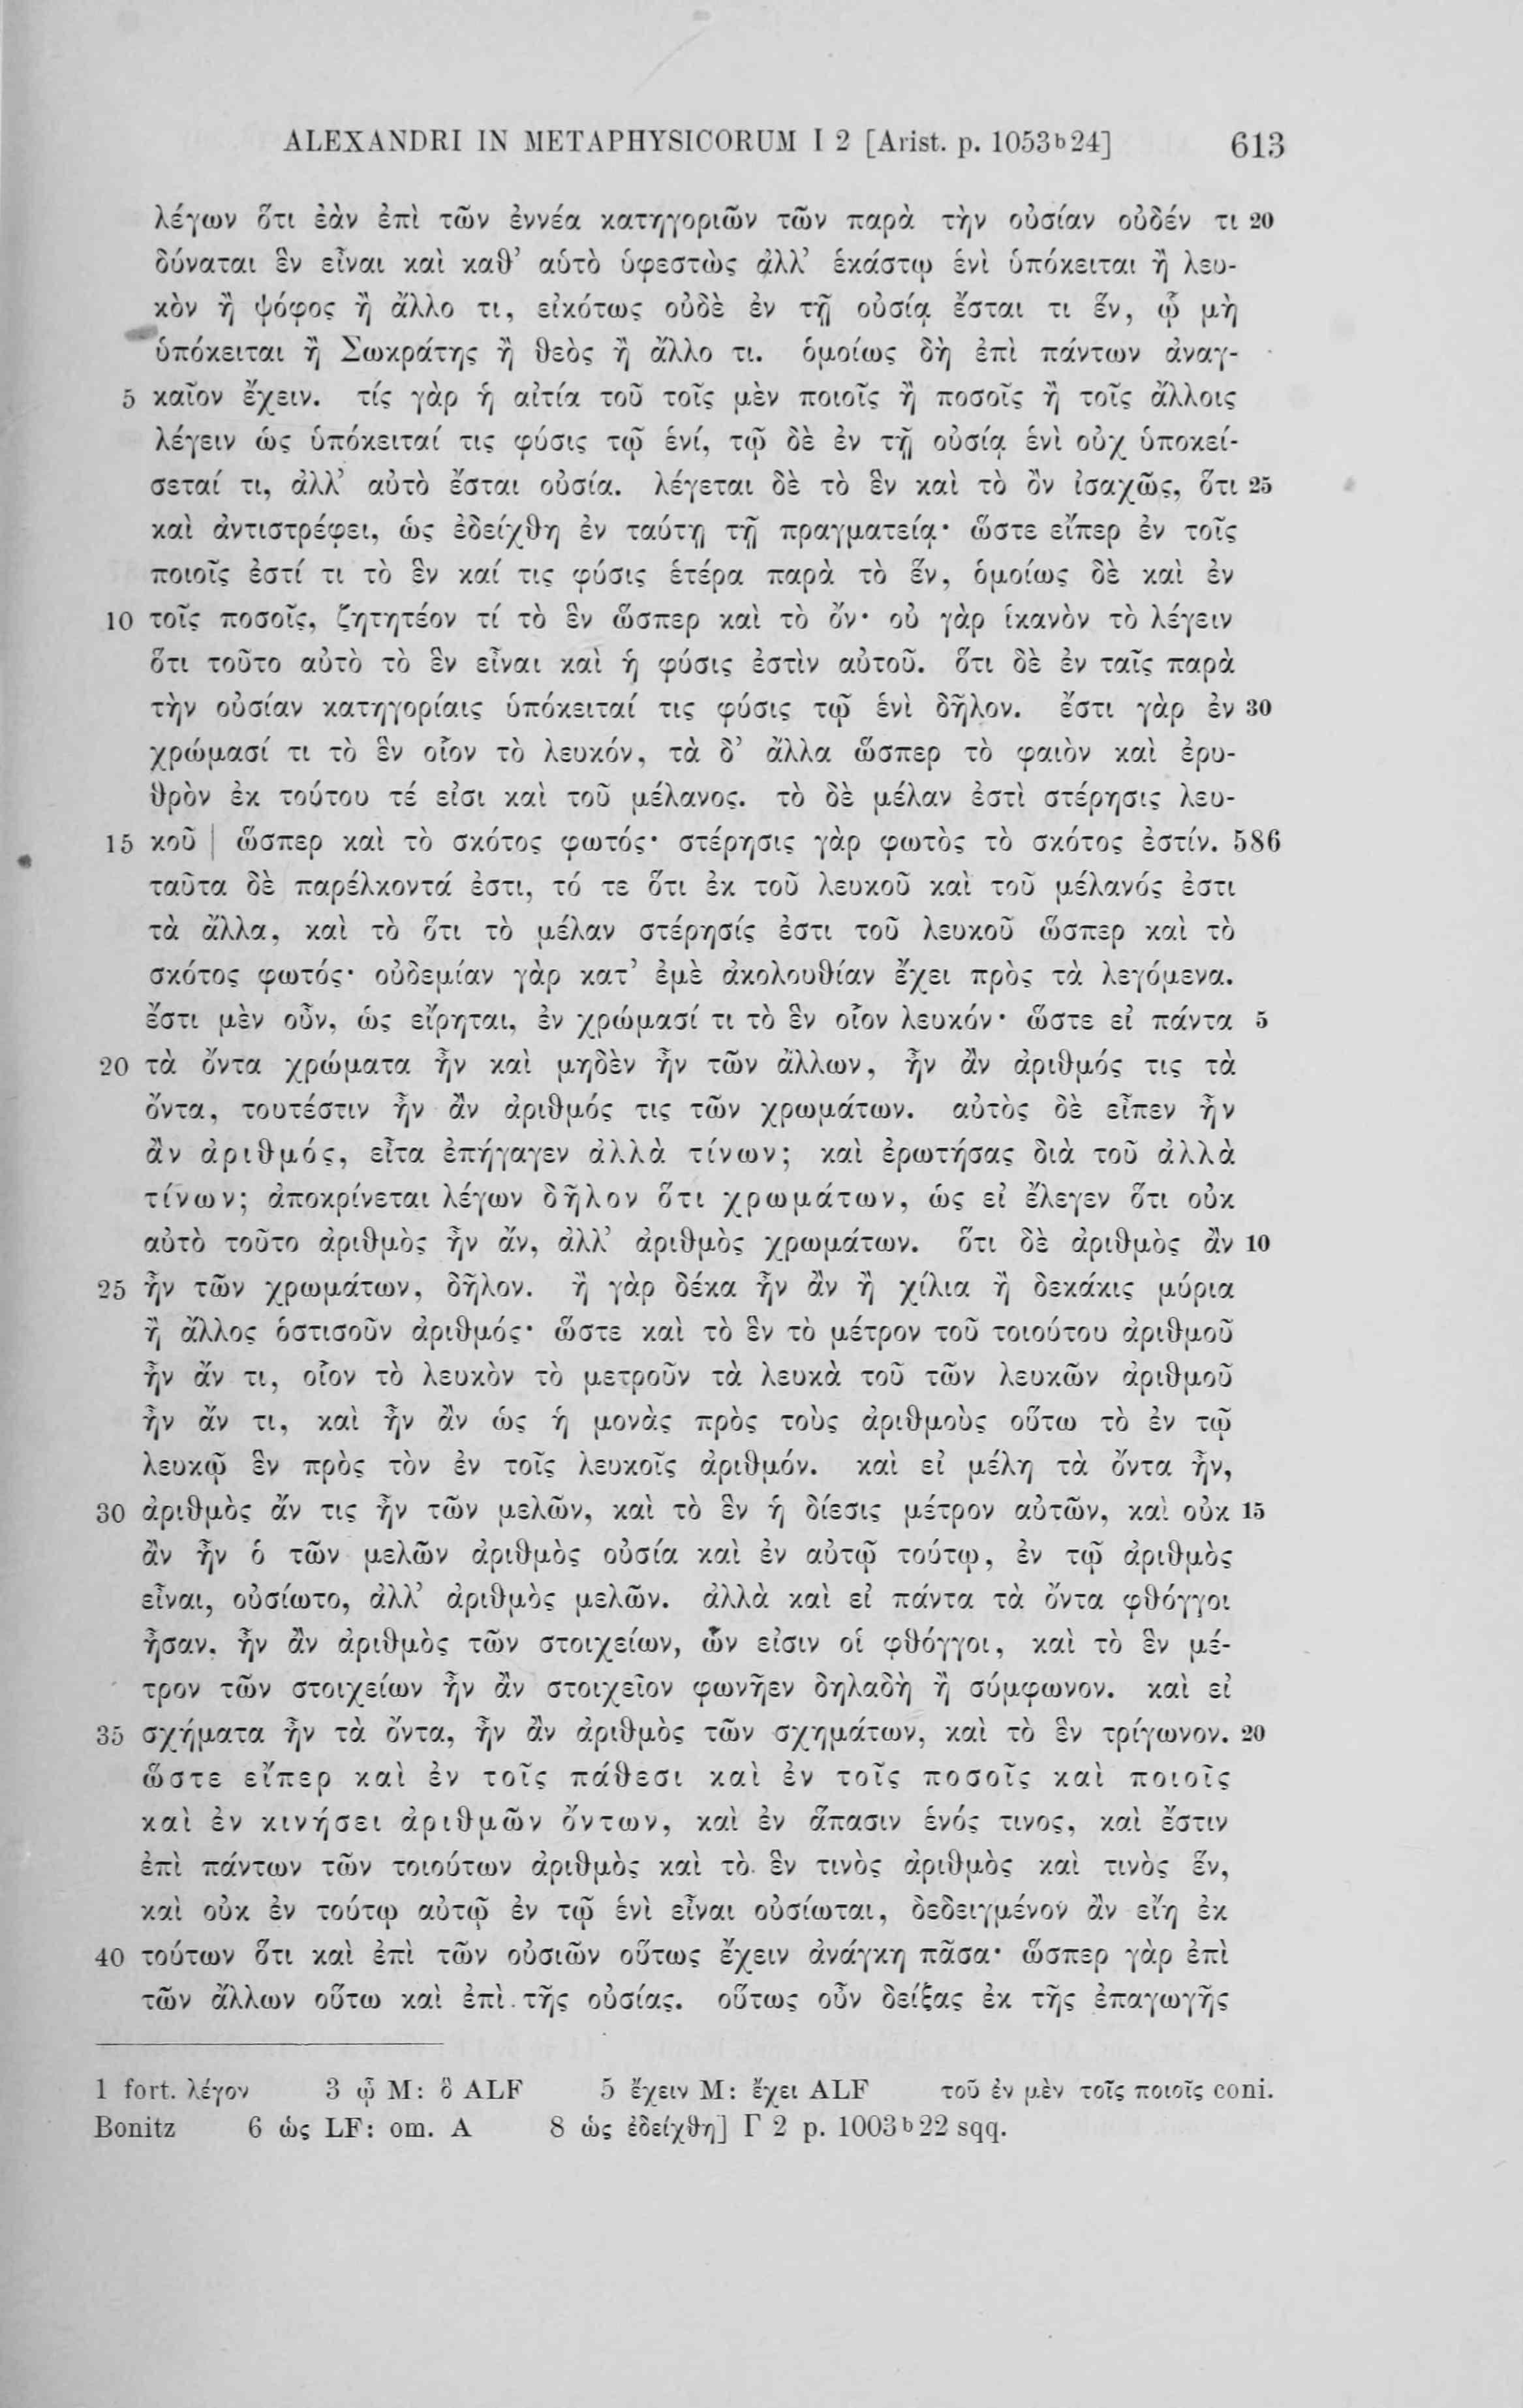 ALEXANDRI IN METAPHYSICORUM I 2 [Arist. p. 1053ᵇ24] 613
λέγων ὅτι ἐὰν ἐπὶ τῶν ἐννέα κατηγοριῶν τῶν παρὰ τὴν οὐσίαν οὐδέν τι 20
δύναται ἓν εἶναι καὶ καθ’ αὑτὸ ὑφεστὼς ἀλλ’ ἑκάστῳ ἑνὶ ὑπόκειται ἢ λευ-
κὸν ἢ ψόφος ἢ ἄλλο τι, εἰκότως οὐδὲ ἐν τῇ οὐσίᾳ ἔσται τι ἕν, ᾧ μὴ
ὑπόκειται ἢ Σωκράτης ἢ θεὸς ἢ ἄλλο τι. ὁμοίως δὴ ἐπὶ πάντων ἀναγ-
5 καῖον ἔχειν. τίς γὰρ ἡ αἰτία τοῦ τοῖς μὲν ποιοῖς ἢ ποσοῖς ἢ τοῖς ἄλλοις
λέγειν ὡς ὑπόκειταί τις φύσις τῷ ἑνί, τῷ δὲ ἐν τῇ οὐσίᾳ ἑνὶ οὐχ ὑποκεί-
σεταί τι, ἀλλ’ αὐτὸ ἔσται οὐσία. λέγεται δὲ τὸ ἓν καὶ τὸ ὂν ἰσαχῶς, ὅτι 25
καὶ ἀντιστρέφει, ὡς ἐδείχθη ἐν ταύτῃ τῇ πραγματείᾳ· ὥστε εἴπερ ἐν τοῖς
ποιοῖς ἐστί τι τὸ ἓν καί τις φύσις ἑτέρα παρὰ τὸ ἕν, ὁμοίως δὲ καὶ ἐν
10 τοῖς ποσοῖς, ζητητέον τί τὸ ἓν ὥσπερ καὶ τὸ ὄν· οὐ γὰρ ἱκανὸν τὸ λέγειν
ὅτι τοῦτο αὐτὸ τὸ ἓν εἶναι καὶ ἡ φύσις ἐστὶν αὐτοῦ. ὅτι δὲ ἐν ταῖς παρὰ
τὴν οὐσίαν κατηγορίαις ὑπόκειταί τις φύσις τῷ ἑνὶ δῆλον. ἔστι γὰρ ἐν 30
χρώμασί τι τὸ ἓν οἷον τὸ λευκόν, τὰ δ’ ἄλλα ὥσπερ τὸ φαιὸν καὶ ἐρυ-
θρὸν ἐκ τούτου τέ εἰσι καὶ τοῦ μέλανος. τὸ δὲ μέλαν ἐστὶ στέρησις λευ-
15 κοῦ | ὥσπερ καὶ τὸ σκότος φωτός· στέρησις γὰρ φωτὸς τὸ σκότος ἐστίν. 586
ταῦτα δὲ παρέλκοντά ἐστι, τό τε ὅτι ἐκ τοῦ λευκοῦ καὶ τοῦ μέλανός ἐστι
τὰ ἄλλα, καὶ τὸ ὅτι τὸ μέλαν στέρησίς ἐστι τοῦ λευκοῦ ὥσπερ καὶ τὸ
σκότος φωτός· οὐδεμίαν γὰρ κατ’ ἐμὲ ἀκολουθίαν ἔχει πρὸς τὰ λεγόμενα.
ἔστι μὲν οὖν, ὡς εἴρηται, ἐν χρώμασί τι τὸ ἓν οἷον λευκόν· ὥστε εἰ πάντα 5
20 τὰ ὄντα χρώματα ἦν καὶ μηδὲν ἦν τῶν ἄλλων, ἦν ἂν ἀριθμός τις τὰ
ὄντα, τουτέστιν ἦν ἂν ἀριθμός τις τῶν χρωμάτων. αὐτὸς δὲ εἶπεν ἦν
ἂν ἀριθμός, εἶτα ἐπήγαγεν ἀλλὰ τίνων; καὶ ἐρωτήσας διὰ τοῦ ἀλλὰ
τίνων; ἀποκρίνεται λέγων δῆλον ὅτι χρωμάτων, ὡς εἰ ἔλεγεν ὅτι οὐκ
αὐτὸ τοῦτο ἀριθμὸς ἦν ἄν, ἀλλ’ ἀριθμὸς χρωμάτων. ὅτι δὲ ἀριθμὸς ἂν 10
25 ἦν τῶν χρωμάτων, δῆλον. ἢ γὰρ δέκα ἦν ἂν ἢ χίλια ἢ δεκάκις μύρια
ἢ ἄλλος ὁστισοῦν ἀριθμός· ὥστε καὶ τὸ ἓν τὸ μέτρον τοῦ τοιούτου ἀριθμοῦ
ἦν ἄν τι, οἷον τὸ λευκὸν τὸ μετροῦν τὰ λευκὰ τοῦ τῶν λευκῶν ἀριθμοῦ
ἦν ἄν τι, καὶ ἦν ἂν ὡς ἡ μονὰς πρὸς τοὺς ἀριθμοὺς οὕτω τὸ ἐν τῷ
λευκῷ ἓν πρὸς τὸν ἐν τοῖς λευκοῖς ἀριθμόν. καὶ εἰ μέλη τὰ ὄντα ἦν,
30 ἀριθμὸς ἄν τις ἦν τῶν μελῶν, καὶ τὸ ἓν ἡ δίεσις μέτρον αὐτῶν, καὶ οὐκ 15
ἂν ἦν ὁ τῶν μελῶν ἀριθμὸς οὐσία καὶ ἐν αὐτῷ τούτῳ, ἐν τῷ ἀριθμὸς
εἶναι, οὐσίωτο, ἀλλ’ ἀριθμὸς μελῶν. ἀλλὰ καὶ εἰ πάντα τὰ ὄντα φθόγγοι
ἦσαν, ἦν ἂν ἀριθμὸς τῶν στοιχείων, ὧν εἰσιν οἱ φθόγγοι, καὶ τὸ ἓν μέ-
τρον τῶν στοιχείων ἦν ἂν στοιχεῖον φωνῆεν δηλαδὴ ἢ σύμφωνον. καὶ εἰ
35 σχήματα ἦν τὰ ὄντα, ἦν ἂν ἀριθμὸς τῶν σχημάτων, καὶ τὸ ἓν τρίγωνον. 20
ὥστε εἴπερ καὶ ἐν τοῖς πάθεσι καὶ ἐν τοῖς ποσοῖς καὶ ποιοῖς
καὶ ἐν κινήσει ἀριθμῶν ὄντων, καὶ ἐν ἅπασιν ἑνός τινος, καὶ ἔστιν
ἐπὶ πάντων τῶν τοιούτων ἀριθμὸς καὶ τὸ ἓν τινὸς ἀριθμὸς καὶ τινὸς ἕν,
καὶ οὐκ ἐν τούτῳ αὐτῷ ἐν τῷ ἑνὶ εἶναι οὐσίωται, δεδειγμένον ἂν εἴη ἐκ
40 τούτων ὅτι καὶ ἐπὶ τῶν οὐσιῶν οὕτως ἔχειν ἀνάγκη πᾶσα· ὥσπερ γὰρ ἐπὶ
τῶν ἄλλων οὕτω καὶ ἐπὶ τῆς οὐσίας. οὕτως οὖν δείξας ἐκ τῆς ἐπαγωγῆς
1 fort. λέγον 3 ᾧ M: ὃ ALF 5 ἔχειν M: ἔχει ALF τοῦ ἐν μὲν τοῖς ποιοῖς coni.
Bonitz 6 ὡς LF: om. A 8 ὡς ἐδείχθη] Γ 2 p. 1003ᵇ22 sqq.